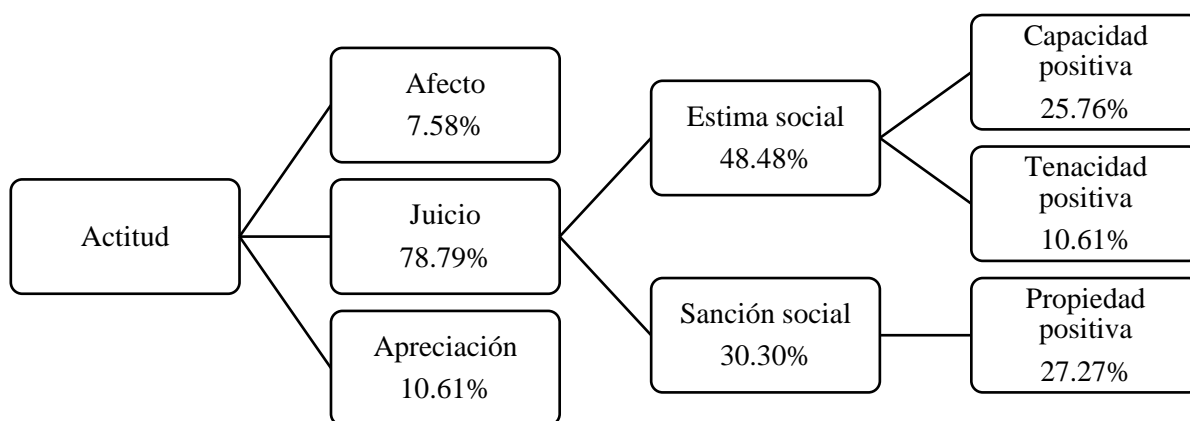 Actitud
Afecto
7.58%
Juicio
78.79%
Apreciación
10.61%
Estima social
48.48%
Sanción social
30.30%
Capacidad
positiva
25.76%
Tenacidad
positiva
10.61%
Propiedad
positiva
27.27%